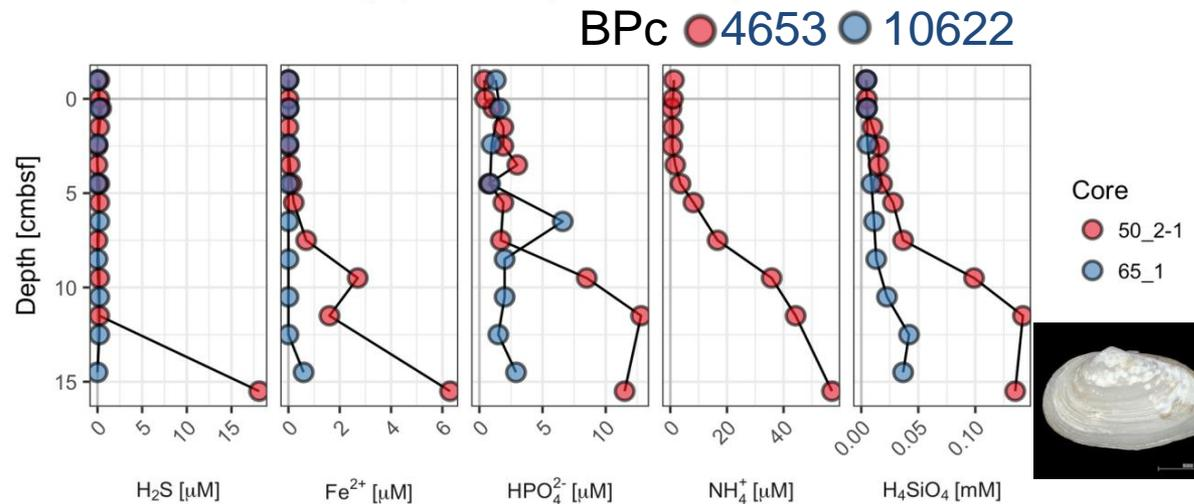 BPc 4653 10622
Depth [cmbsf]
0
5
10
15
0 5 10 15
0 2 4 6
0 5 10
0 20 40
0.00 0.05 0.10
H₂S [μM]
Fe²⁺ [μM]
HPO₄²⁻ [μM]
NH₄⁺ [μM]
H₄SiO₄ [mM]
Core
50_2-1
65_1